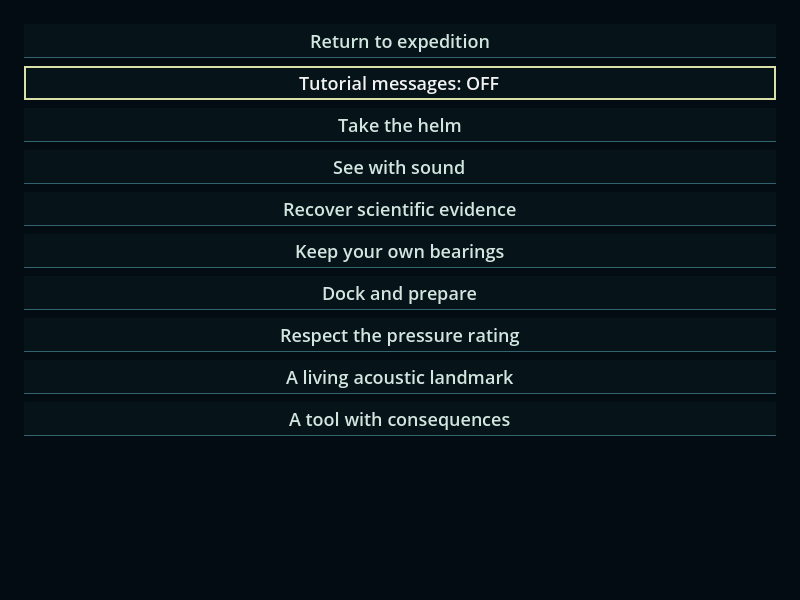 Return to expedition
Tutorial messages: OFF
Take the helm
See with sound
Recover scientific evidence
Keep your own bearings
Dock and prepare
Respect the pressure rating
A living acoustic landmark
A tool with consequences